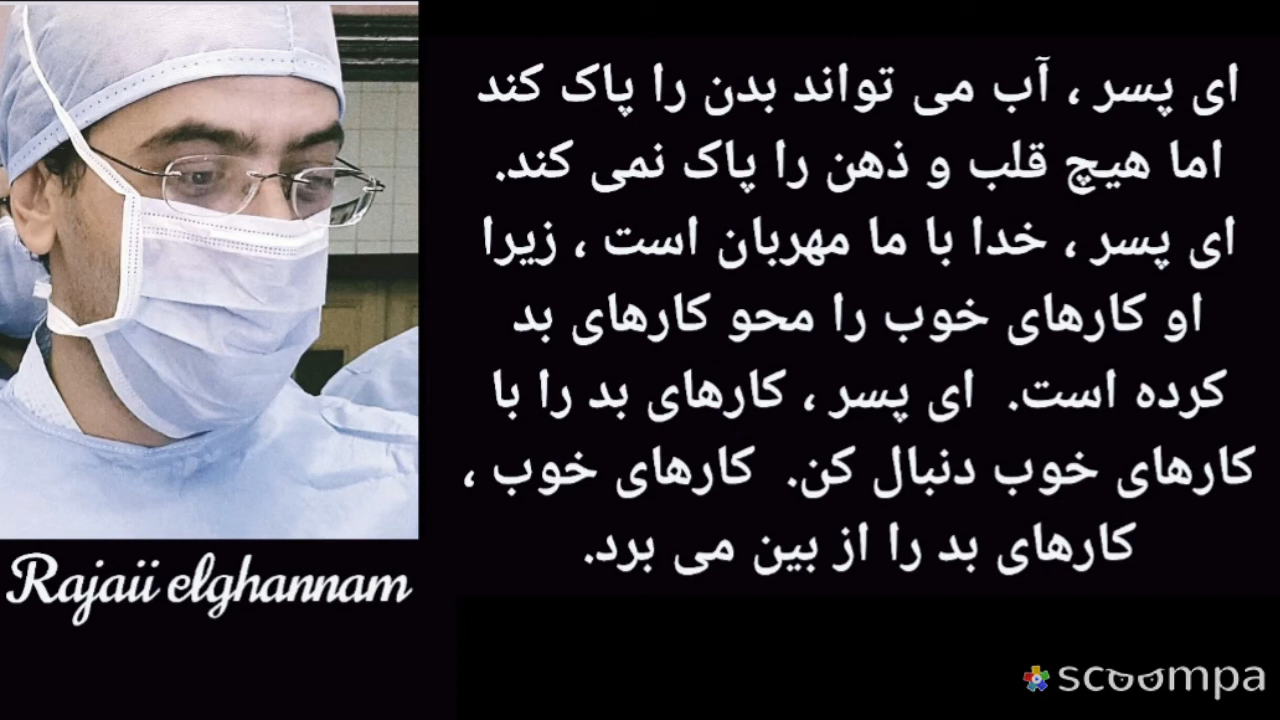 ای پسر ، آب می تواند بدن را پاک کند
اما هیچ قلب و ذهن را پاک نمی کند.
ای پسر ، خدا با ما مهربان است ، زیرا
او کارهای خوب را محو کارهای بد
کرده است. ای پسر ، کارهای بد را با
کارهای خوب دنبال کن. کارهای خوب ،
کارهای بد را از بین می برد.
Rajaii elghannam
scoompa